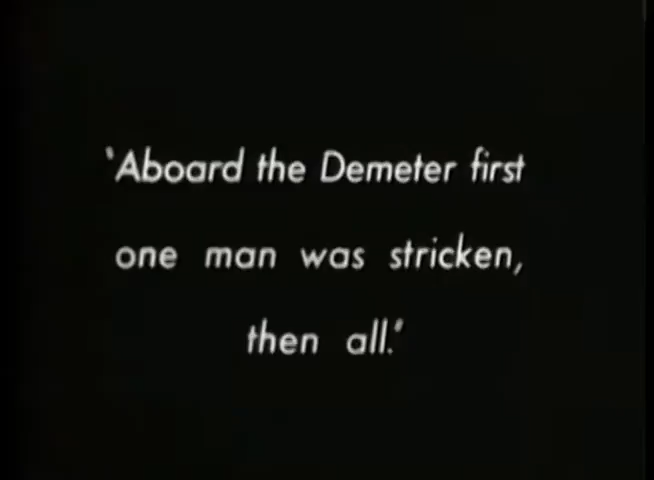 'Aboard the Demeter first
one man was stricken,
then all.'